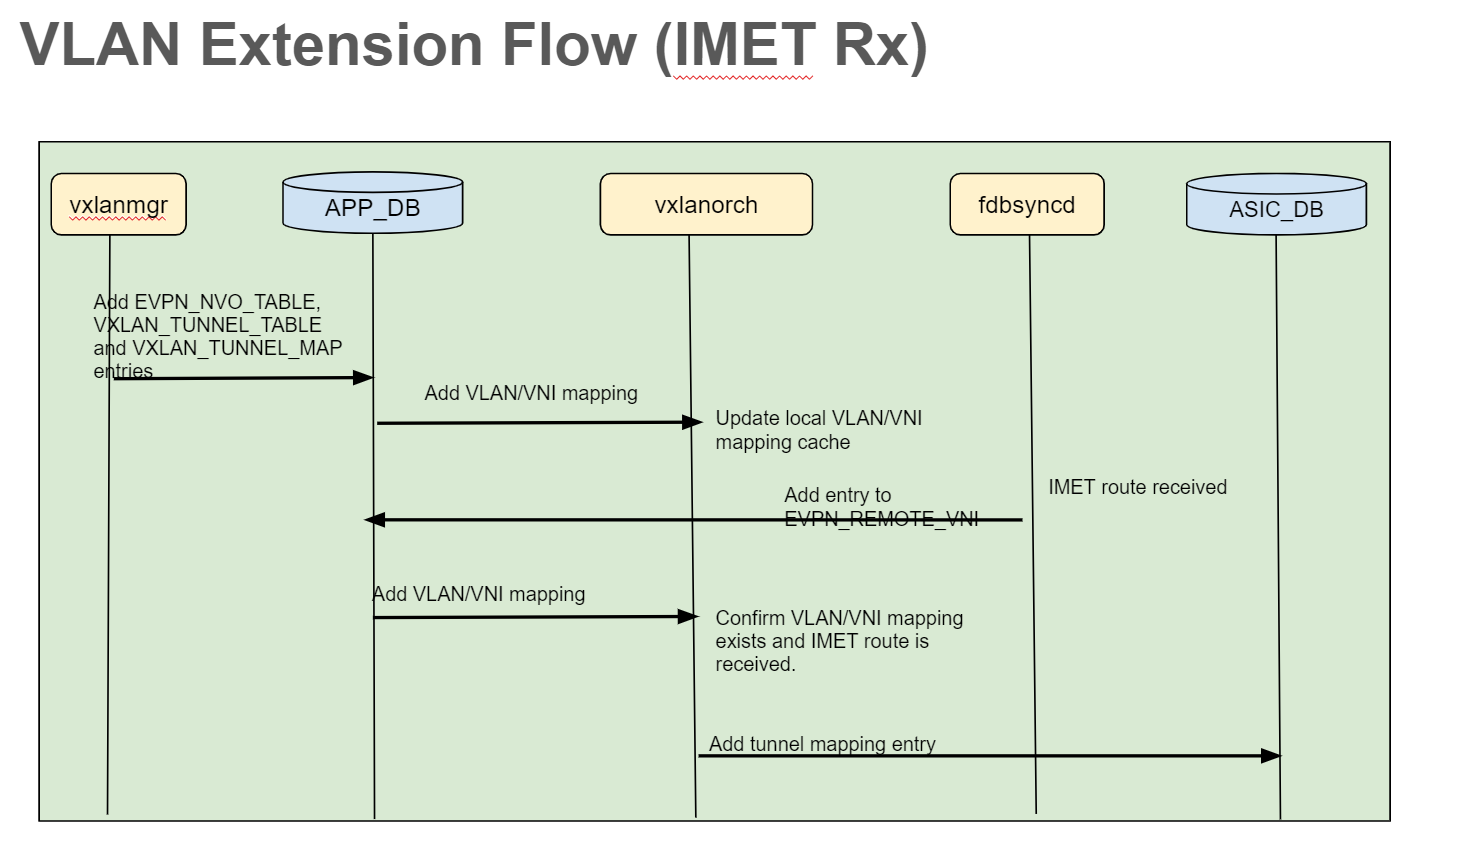 VLAN Extension Flow (IMET Rx)
vxlanmgr
APP_DB
vxlanorch
fdbsyncd
ASIC_DB
Add EVPN_NVO_TABLE,
VXLAN_TUNNEL_TABLE
and VXLAN_TUNNEL_MAP
entries
Add VLAN/VNI mapping
Update local VLAN/VNI
mapping cache
IMET route received
Add entry to
EVPN_REMOTE_VNI
Add VLAN/VNI mapping
Confirm VLAN/VNI mapping
exists and IMET route is
received.
Add tunnel mapping entry